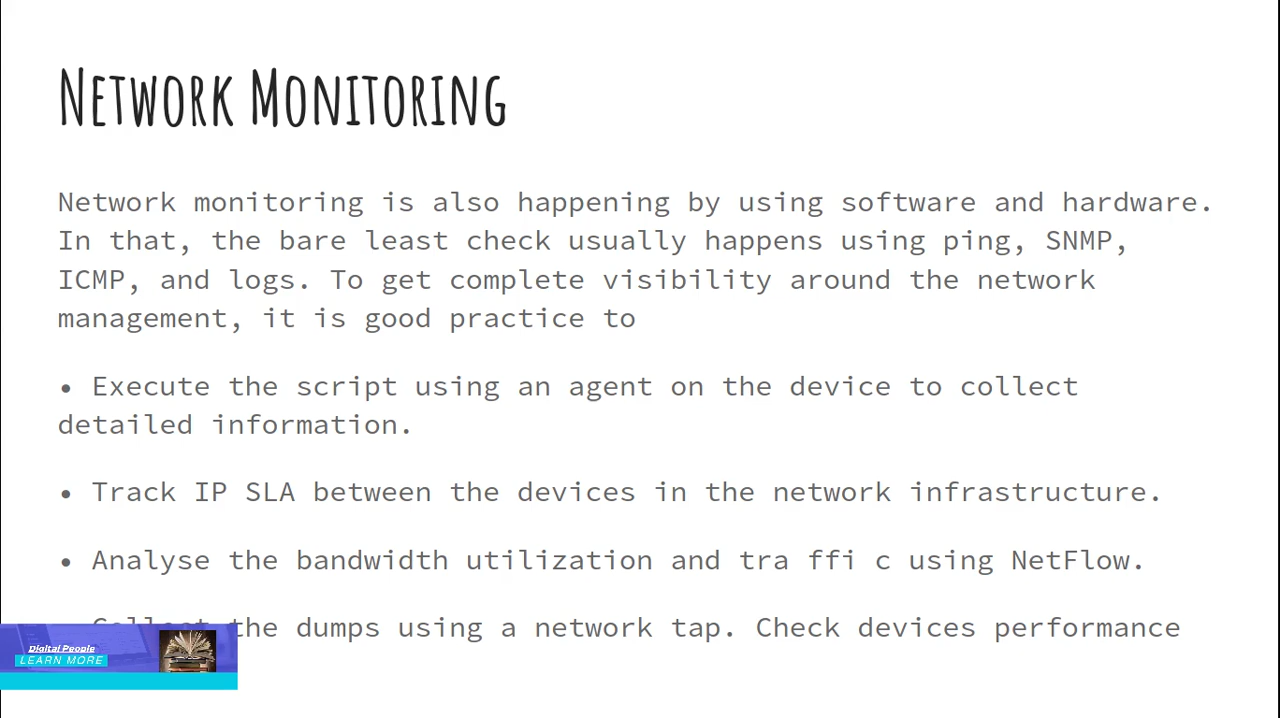 Network Monitoring
Network monitoring is also happening by using software and hardware.
In that, the bare least check usually happens using ping, SNMP,
ICMP, and logs. To get complete visibility around the network
management, it is good practice to
• Execute the script using an agent on the device to collect
detailed information.
• Track IP SLA between the devices in the network infrastructure.
• Analyse the bandwidth utilization and tra ffi c using NetFlow.
Collect the dumps using a network tap. Check devices performance
Digital People
LEARN MORE